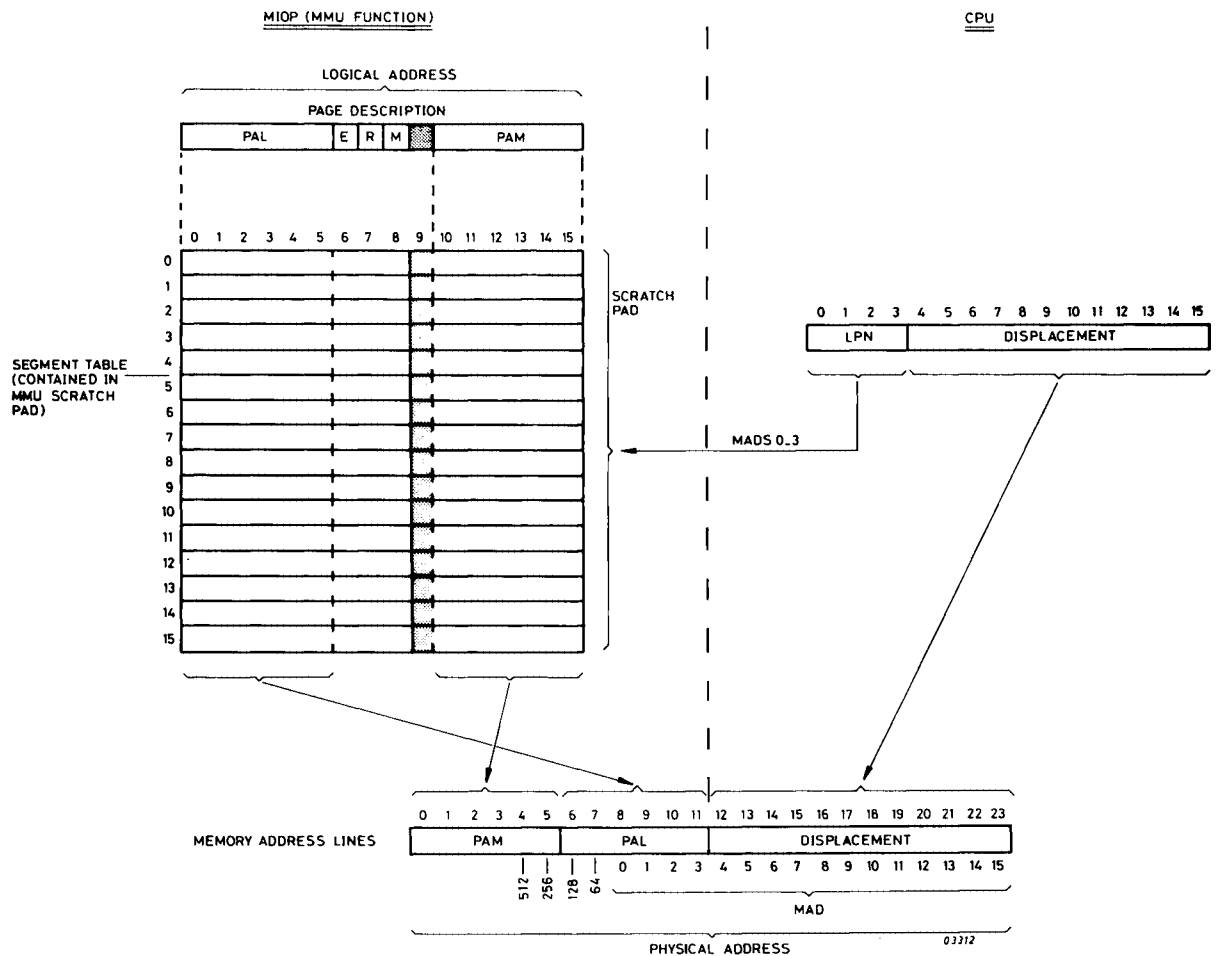 MIOP (MMU FUNCTION)
CPU
LOGICAL ADDRESS
PAGE DESCRIPTION
PAL E R M PAM
0 1 2 3 4 5 6 7 8 9 10 11 12 13 14 15
0
1
2
3
4
5
6
7
8
9
10
11
12
13
14
15
SEGMENT TABLE
(CONTAINED IN
MMU SCRATCH
PAD)
SCRATCH
PAD
0 1 2 3 4 5 6 7 8 9 10 11 12 13 14 15
LPN DISPLACEMENT
MADS 0_3
0 1 2 3 4 5 6 7 8 9 10 11 12 13 14 15 16 17 18 19 20 21 22 23
MEMORY ADDRESS LINES PAM PAL DISPLACEMENT
512 256 128 64 0 1 2 3 4 5 6 7 8 9 10 11 12 13 14 15
MAD
PHYSICAL ADDRESS
03312